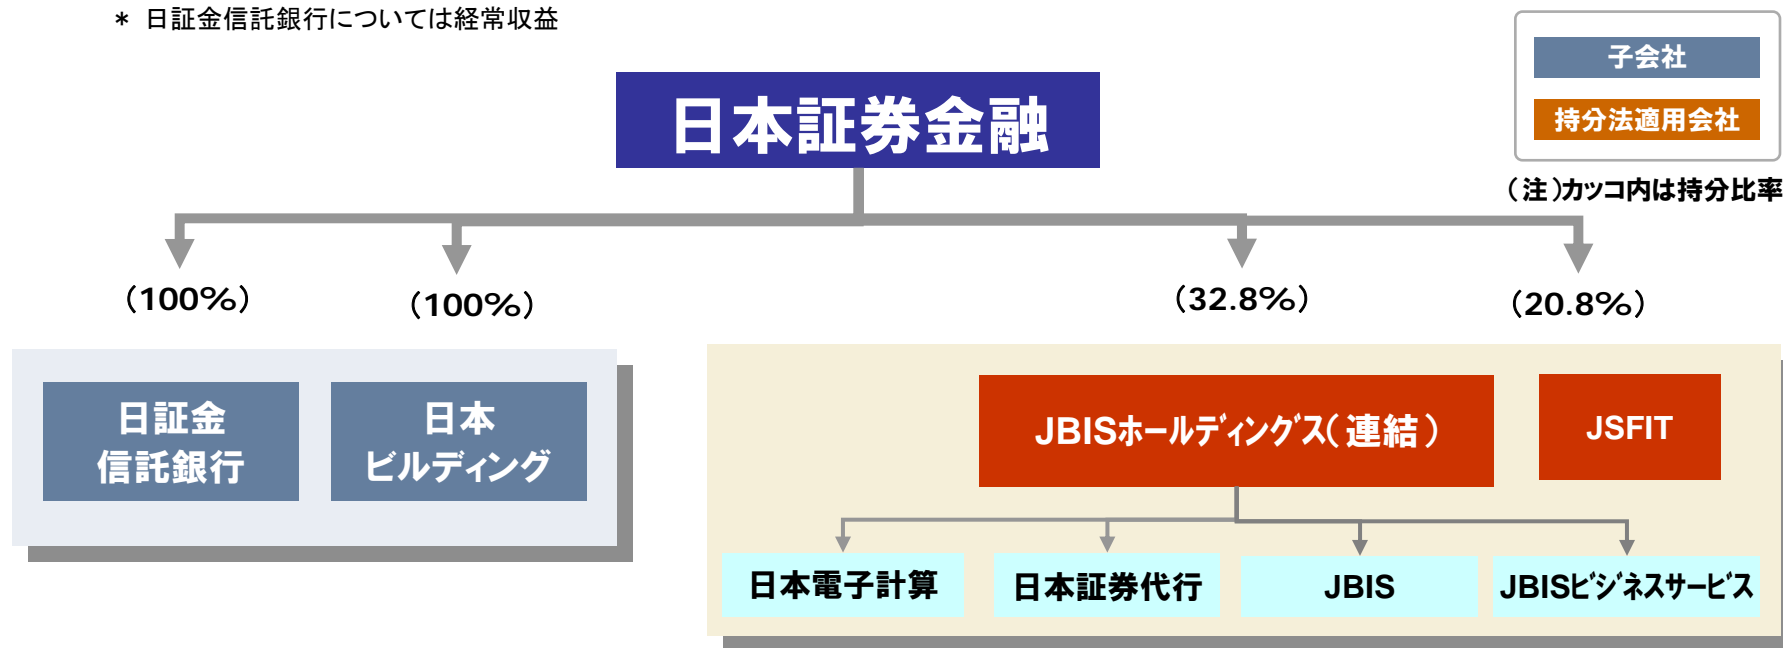 * 日証金信託銀行については経常収益
子会社
持分法適用会社
(注)カッコ内は持分比率
日本証券金融
(100%)
(100%)
(32.8%)
(20.8%)
日証金
信託銀行
日本
ビルディング
JBISホールディングス(連結)
JSFIT
日本電子計算
日本証券代行
JBIS
JBISビジネスサービス